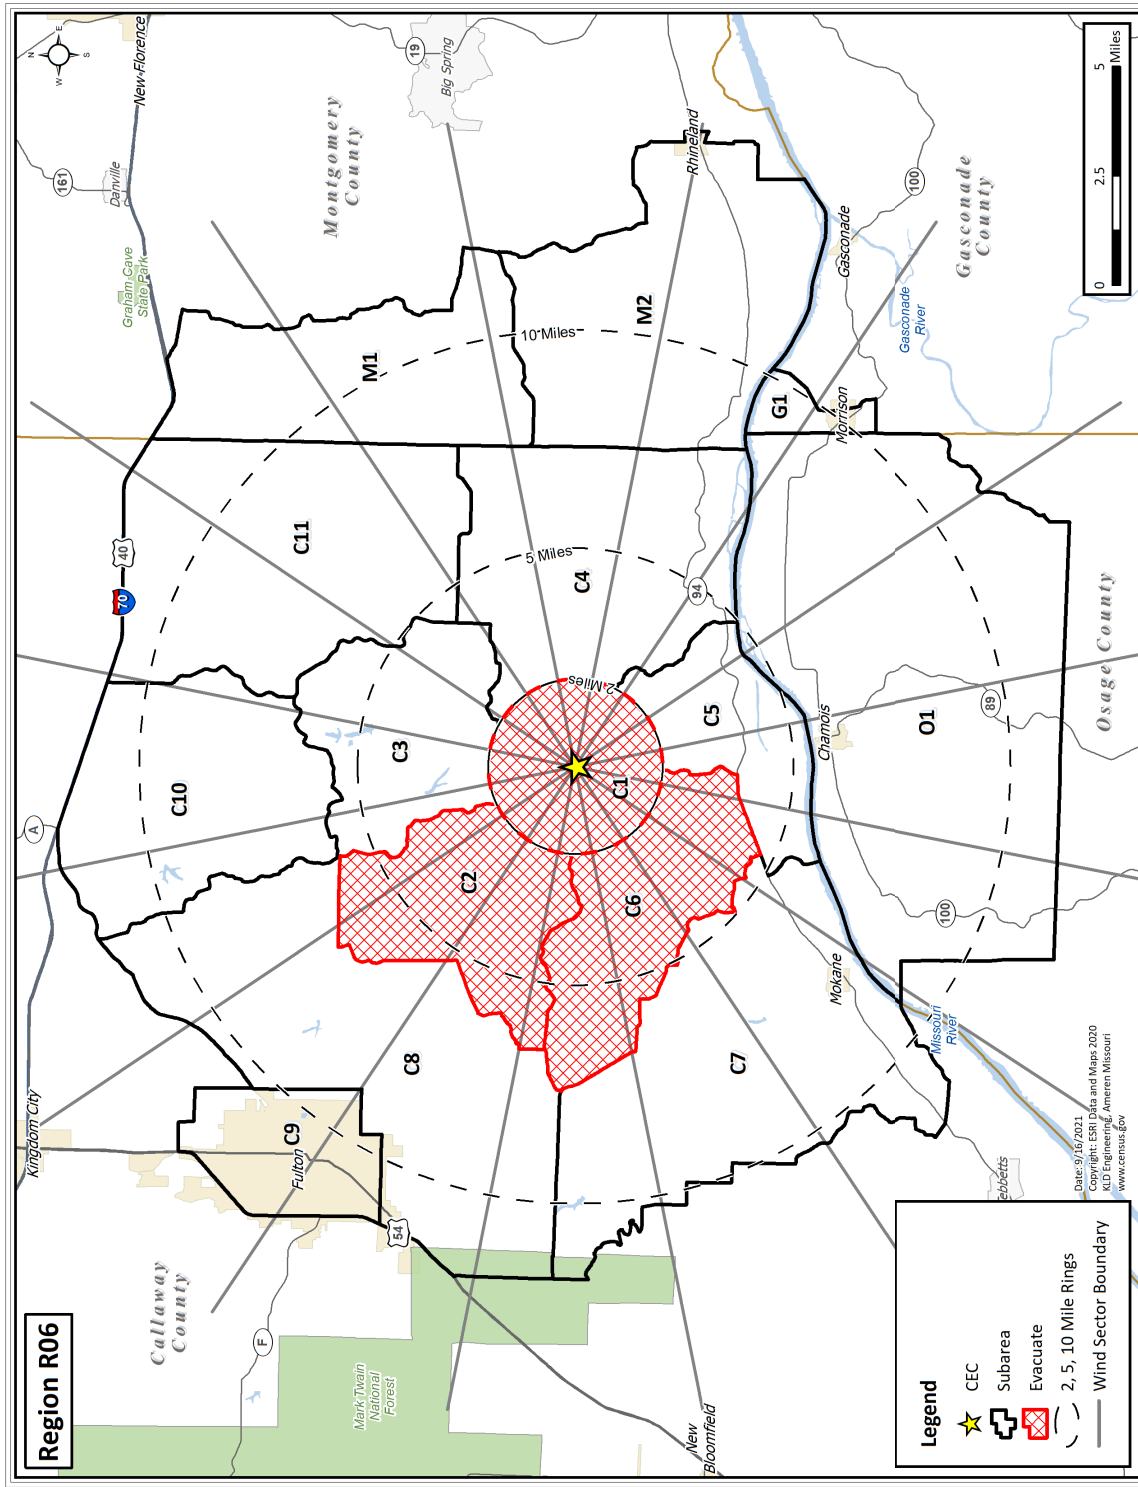 Region R06
Kingdom City
New Florence
N
W
E
S
161
Danville
Graham Cave
State Park
19
Big Spring
Montgomery
County
A
70
40
C10
C11
M1
Callaway
County
F
C9
Fulton
54
C8
C3
C2
10 Miles
5 Miles
2 Miles
C4
M2
Rhineland
Mark Twain
National
Forest
C1
C6
C5
94
C7
G1
Morrison
Gasconade
100
Gasconade
County
Gasconade
River
New
Bloomfield
Mokane
Chamois
O1
89
100
Missouri
River
Tebbetts
Osage County
Legend
CEC
Subarea
Evacuate
2, 5, 10 Mile Rings
Wind Sector Boundary
Date: 9/16/2021
Copyright: ESRI Data and Maps 2020
KLD Engineering, Ameren Missouri
www.census.gov
0
2.5
5
Miles